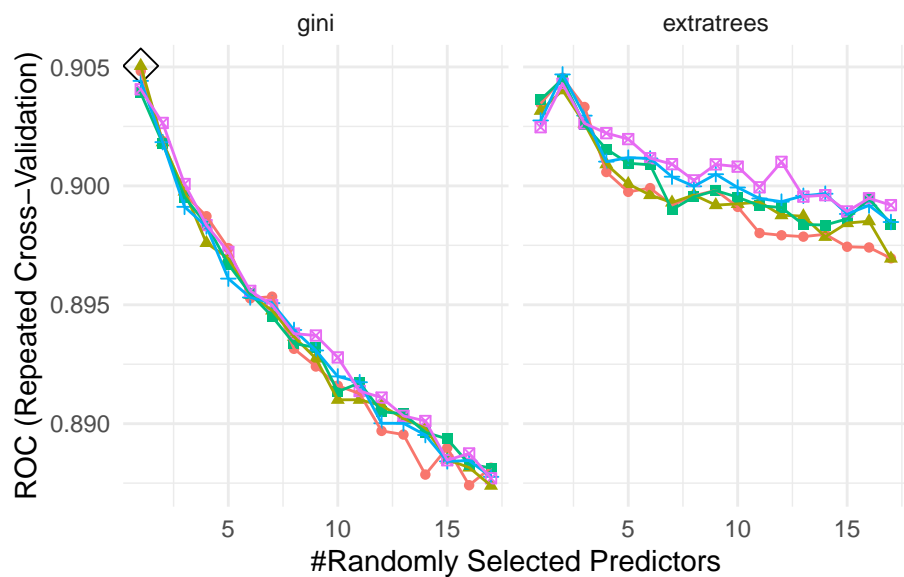 gini
extratrees
ROC (Repeated Cross−Validation)
0.905
0.900
0.895
0.890
5
10
15
5
10
15
#Randomly Selected Predictors